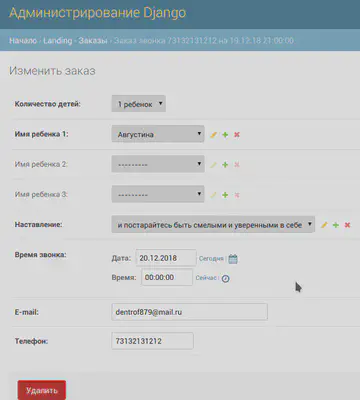 Администрирование Django
Начало › Landing › Заказы › Заказ звонка 73132131212 на 19.12.18 21:00:00
Изменить заказ
Количество детей: 1 ребенок
Имя ребенка 1: Августина
Имя ребенка 2: ---------
Имя ребенка 3: ---------
Наставление: и постарайтесь быть смелыми и уверенными в себе
Время звонка: Дата: 20.12.2018 Сегодня
Время: 00:00:00 Сейчас
E-mail: dentrof879@mail.ru
Телефон: 73132131212
Удалить